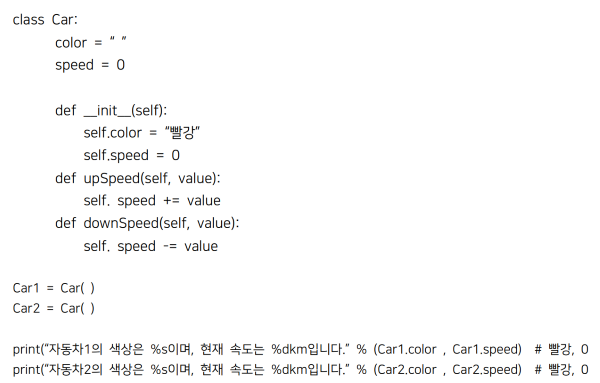 class Car:
color = “ ”
speed = 0
def __init__(self):
self.color = “빨강”
self.speed = 0
def upSpeed(self, value):
self. speed += value
def downSpeed(self, value):
self. speed -= value
Car1 = Car( )
Car2 = Car( )
print(“자동차1의 색상은 %s이며, 현재 속도는 %dkm입니다.” % (Car1.color , Car1.speed) # 빨강, 0
print(“자동차2의 색상은 %s이며, 현재 속도는 %dkm입니다.” % (Car2.color , Car2.speed) # 빨강, 0